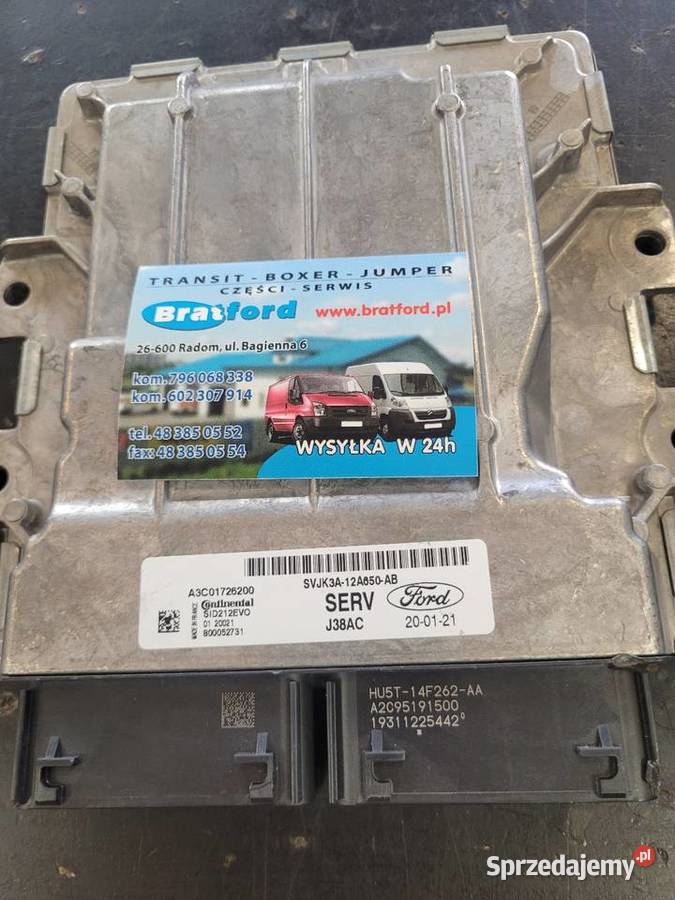 TRANSIT - BOXER - JUMPER
CZĘŚCI - SERWIS
Bratford www.bratford.pl
26-600 Radom, ul. Bagienna 6
kom. 796 068 338
kom. 602 307 914
tel. 48 385 05 52
fax: 48 385 05 54
WYSYŁKA W 24h
A3C01726200
SVJK3A-12A650-AB
Continental
SERV
Ford
MADE IN FRANCE
SID212EVO
01 20021
J38AC
20-01-21
800052731
HU5T-14F262-AA
A2C95191500
19311225442
Sprzedajemy.pl